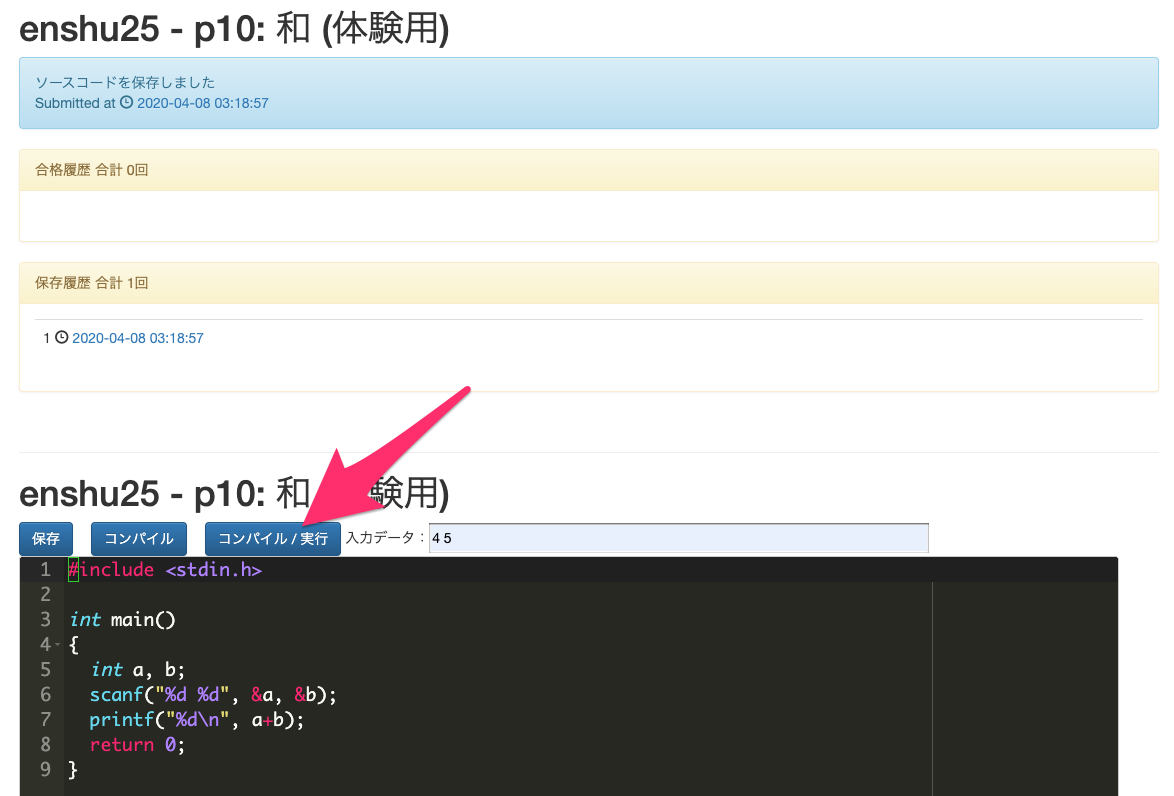 enshu25 - p10: 和 (体験用)
ソースコードを保存しました
Submitted at 2020-04-08 03:18:57
合格履歴 合計 0回
保存履歴 合計 1回
1 2020-04-08 03:18:57
enshu25 - p10: 和 験用)
保存 コンパイル コンパイル / 実行 入力データ : 4 5
1 #include <stdin.h>
2
3 int main()
4 {
5 int a, b;
6 scanf("%d %d", &a, &b);
7 printf("%d\n", a+b);
8 return 0;
9 }